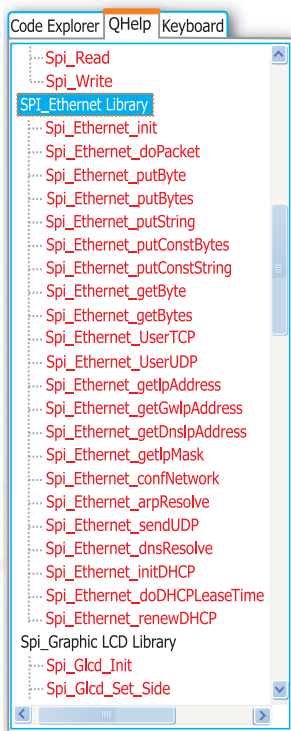 Code Explorer QHelp Keyboard
Spi_Read
Spi_Write
SPI_Ethernet Library
Spi_Ethernet_init
Spi_Ethernet_doPacket
Spi_Ethernet_putByte
Spi_Ethernet_putBytes
Spi_Ethernet_putString
Spi_Ethernet_putConstBytes
Spi_Ethernet_putConstString
Spi_Ethernet_getByte
Spi_Ethernet_getBytes
Spi_Ethernet_UserTCP
Spi_Ethernet_UserUDP
Spi_Ethernet_getIpAddress
Spi_Ethernet_getGwIpAddress
Spi_Ethernet_getDnsIpAddress
Spi_Ethernet_getIpMask
Spi_Ethernet_confNetwork
Spi_Ethernet_arpResolve
Spi_Ethernet_sendUDP
Spi_Ethernet_dnsResolve
Spi_Ethernet_initDHCP
Spi_Ethernet_doDHCPLeaseTime
Spi_Ethernet_renewDHCP
Spi_Graphic LCD Library
Spi_Glcd_Init
Spi_Glcd_Set_Side